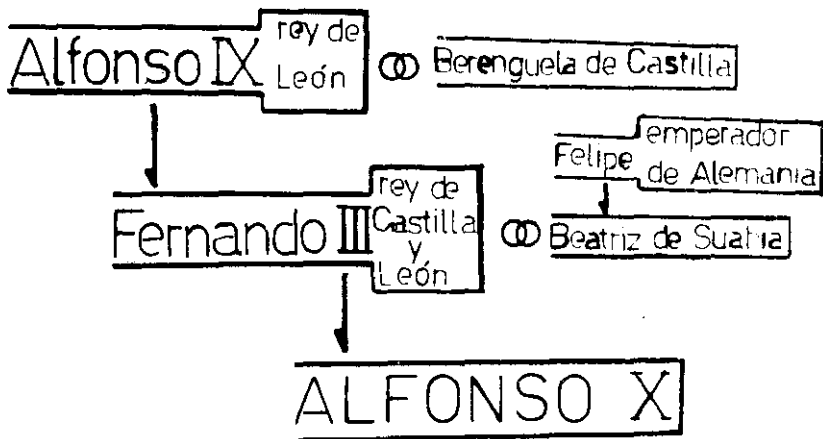 Alfonso IX rey de León
Berenguela de Castilla
Felipe emperador de Alemania
Fernando III rey de Castilla y León
Beatriz de Suabia
ALFONSO X